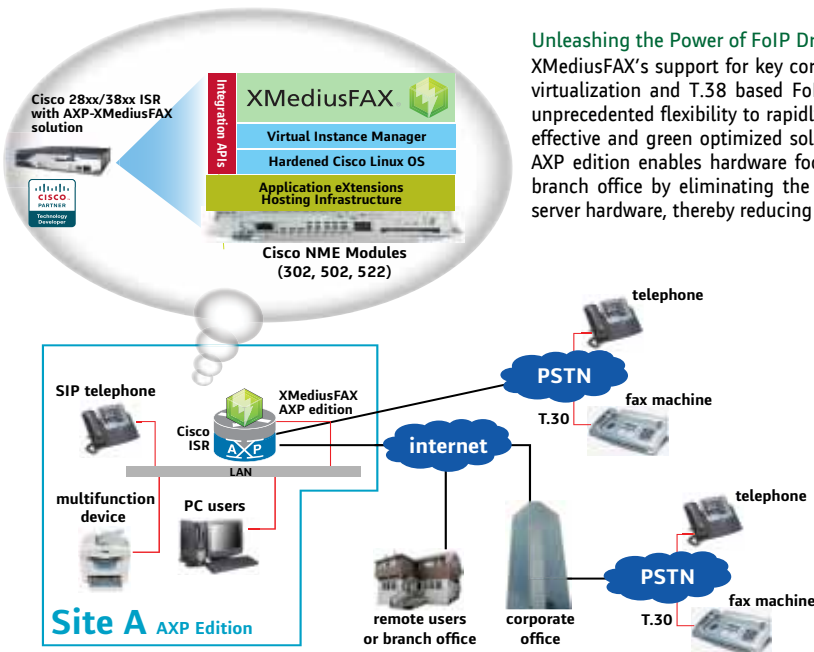 Unleashing the Power of FoIP
XMediusFAX's support for key
virtualization and T.38 based
unprecedented flexibility to rapidl
effective and green optimized
AXP edition enables hardware
branch office by eliminating the
server hardware, thereby reducing
Cisco 28xx/38xx ISR
with AXP-XMediusFAX
solution
CISCO
PARTNER
Technology
Developer
Integration APIs
XMediusFAX
Virtual Instance Manager
Hardened Cisco Linux OS
Application eXtensions
Hosting Infrastructure
Cisco NME Modules
(302, 502, 522)
SIP telephone
XMediusFAX
AXP edition
Cisco
ISR
AXP
LAN
multifunction
device
PC users
Site A AXP Edition
telephone
PSTN
fax machine
T.30
internet
remote users
or branch office
corporate
office
telephone
PSTN
fax machine
T.30